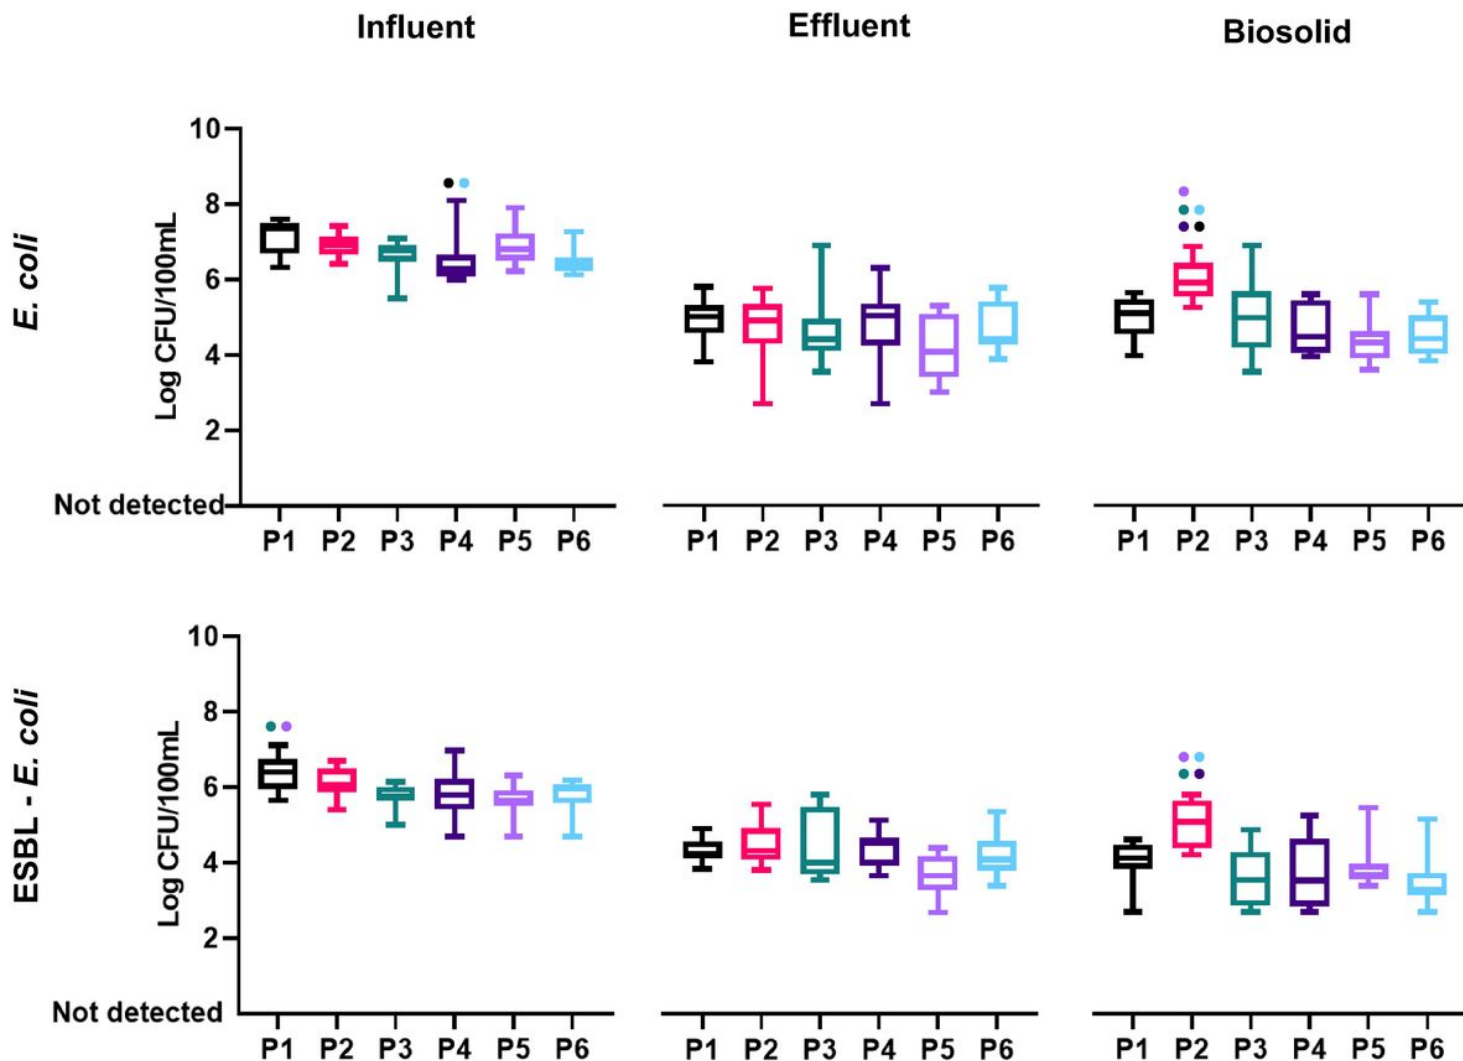 Influent
Effluent
Biosolid
E. coli
Log CFU/100mL
10
8
6
4
2
Not detected
P1 P2 P3 P4 P5 P6
P1 P2 P3 P4 P5 P6
P1 P2 P3 P4 P5 P6
ESBL - E. coli
Log CFU/100mL
10
8
6
4
2
Not detected
P1 P2 P3 P4 P5 P6
P1 P2 P3 P4 P5 P6
P1 P2 P3 P4 P5 P6